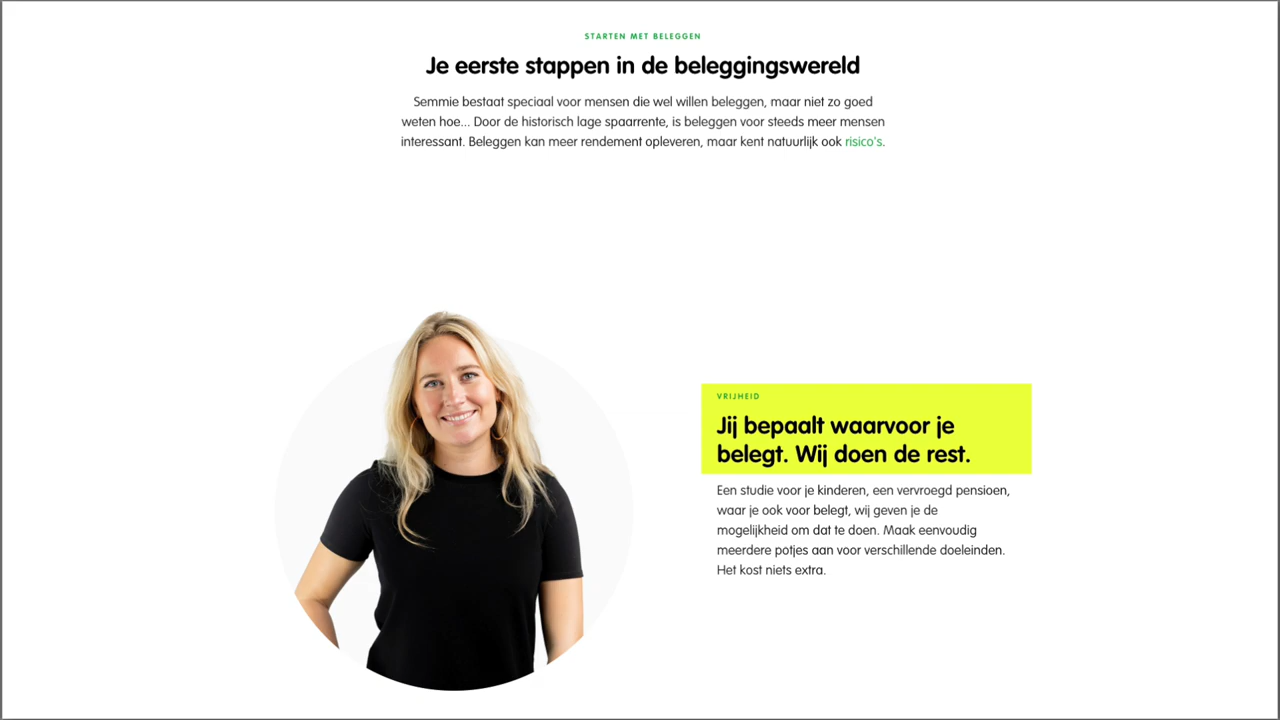 STARTEN MET BELEGGEN
Je eerste stappen in de beleggingswereld
Semmie bestaat speciaal voor mensen die wel willen beleggen, maar niet zo goed
weten hoe... Door de historisch lage spaarrente, is beleggen voor steeds meer mensen
interessant. Beleggen kan meer rendement opleveren, maar kent natuurlijk ook risico's.
VRIJHEID
Jij bepaalt waarvoor je
belegt. Wij doen de rest.
Een studie voor je kinderen, een vervroegd pensioen,
waar je ook voor belegt, wij geven je de
mogelijkheid om dat te doen. Maak eenvoudig
meerdere potjes aan voor verschillende doeleinden.
Het kost niets extra.